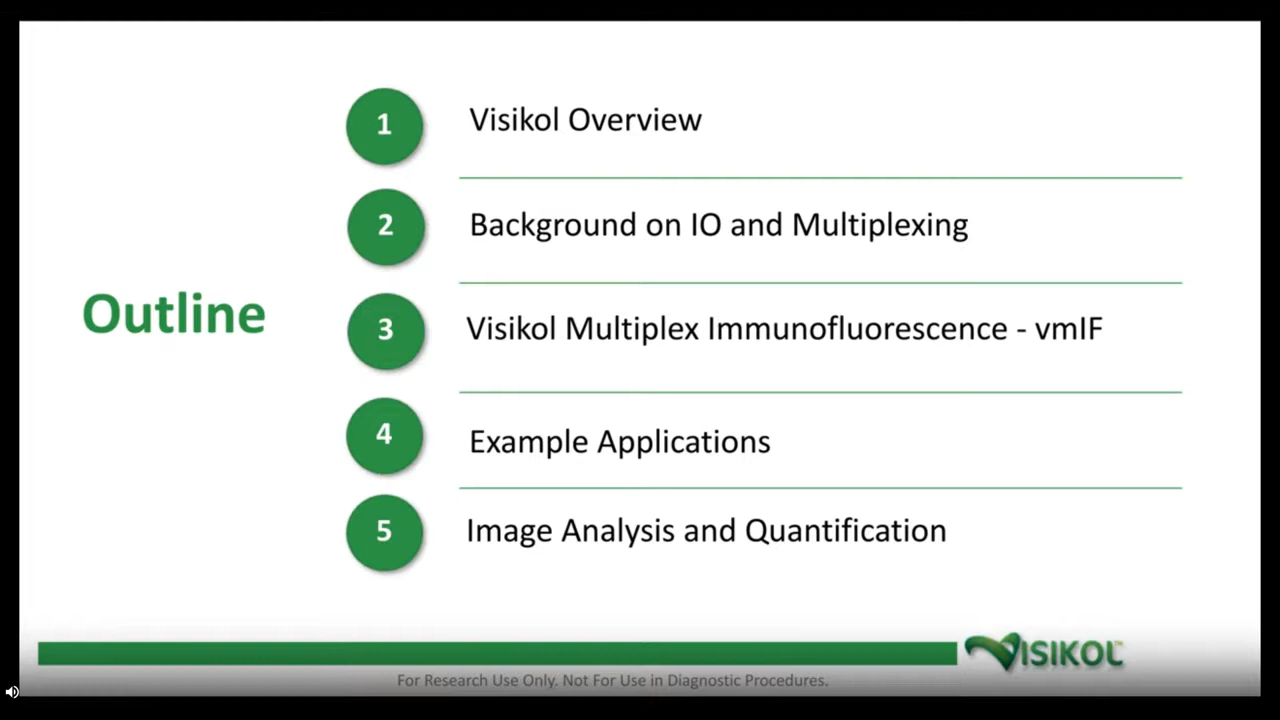 Outline
1
Visikol Overview
2
Background on IO and Multiplexing
3
Visikol Multiplex Immunofluorescence - vmIF
4
Example Applications
5
Image Analysis and Quantification
VISIKOL™
For Research Use Only. Not For Use in Diagnostic Procedures.